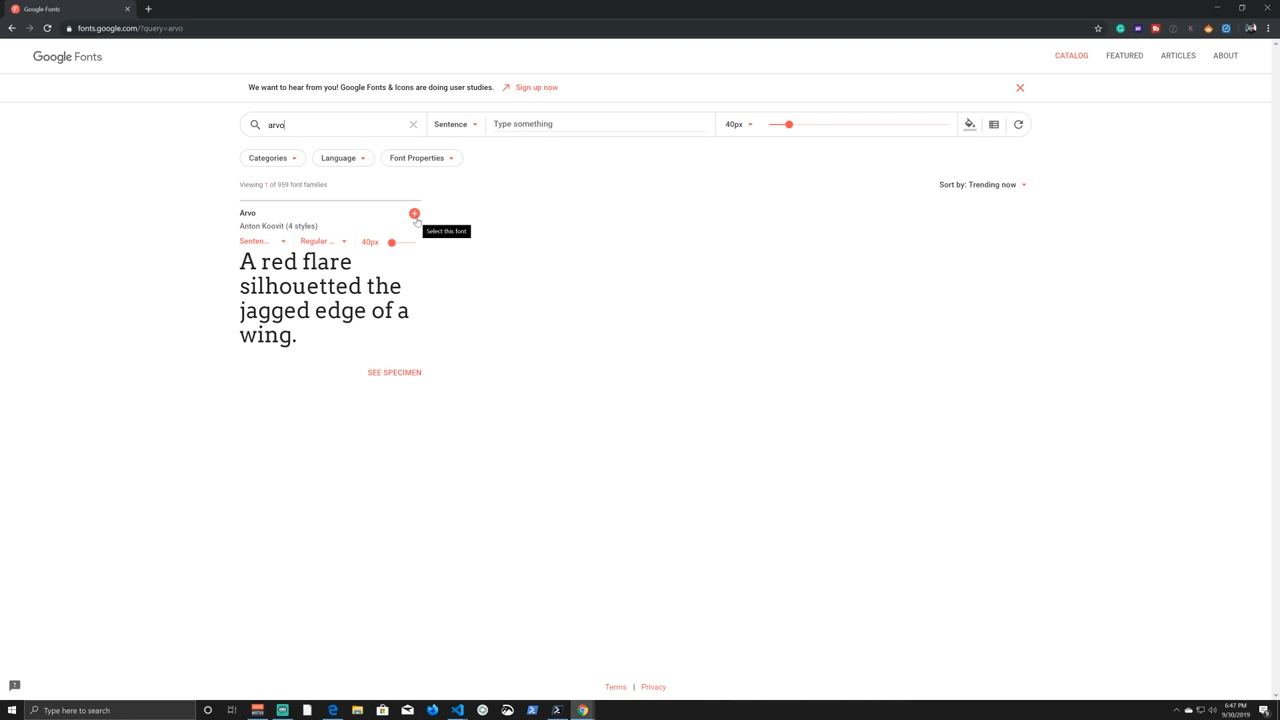 Google Fonts
fonts.google.com/?query=arvo
Google Fonts
CATALOG FEATURED ARTICLES ABOUT
We want to hear from you! Google Fonts & Icons are doing user studies. Sign up now
arvo Sentence Type something 40px
Categories Language Font Properties
Viewing 1 of 959 font families Sort by: Trending now
Arvo
Select this font
Anton Koovit (4 styles)
Senten... Regular ... 40px
A red flare
silhouetted the
jagged edge of a
wing.
SEE SPECIMEN
Terms | Privacy
Type here to search
6:47 PM
9/30/2019